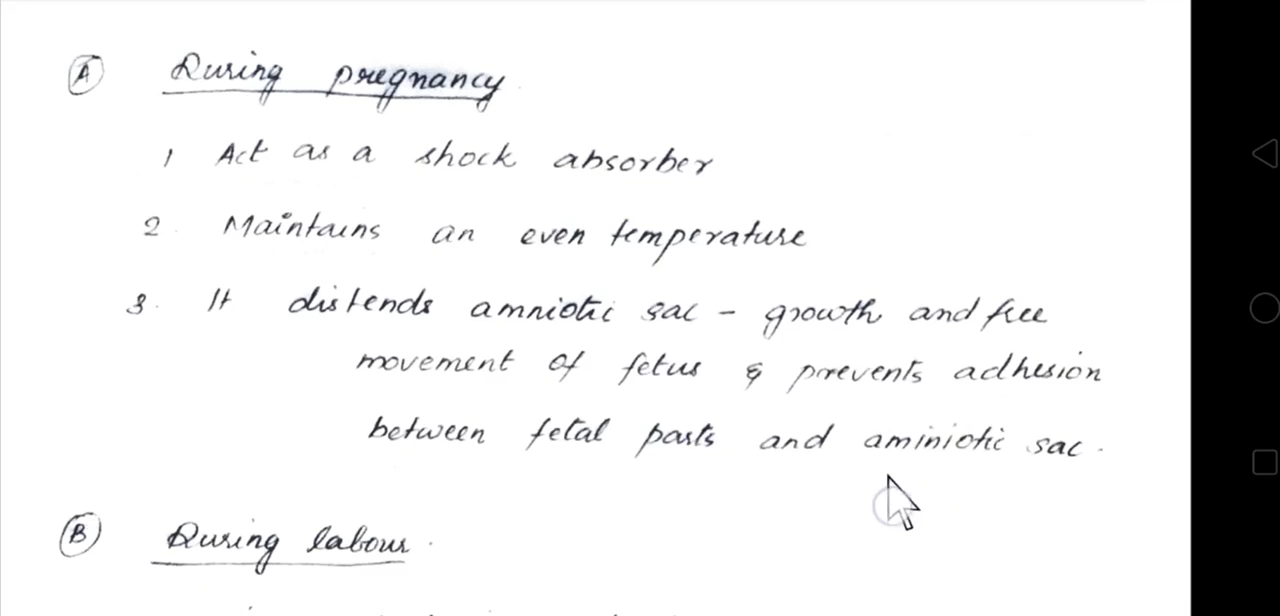 A During pregnancy
1 Act as a shock absorber
2. Maintains an even temperature
3. It distends amniotic sac - growth and free
movement of fetus & prevents adhesion
between fetal parts and aminiotic sac.
B During labour.